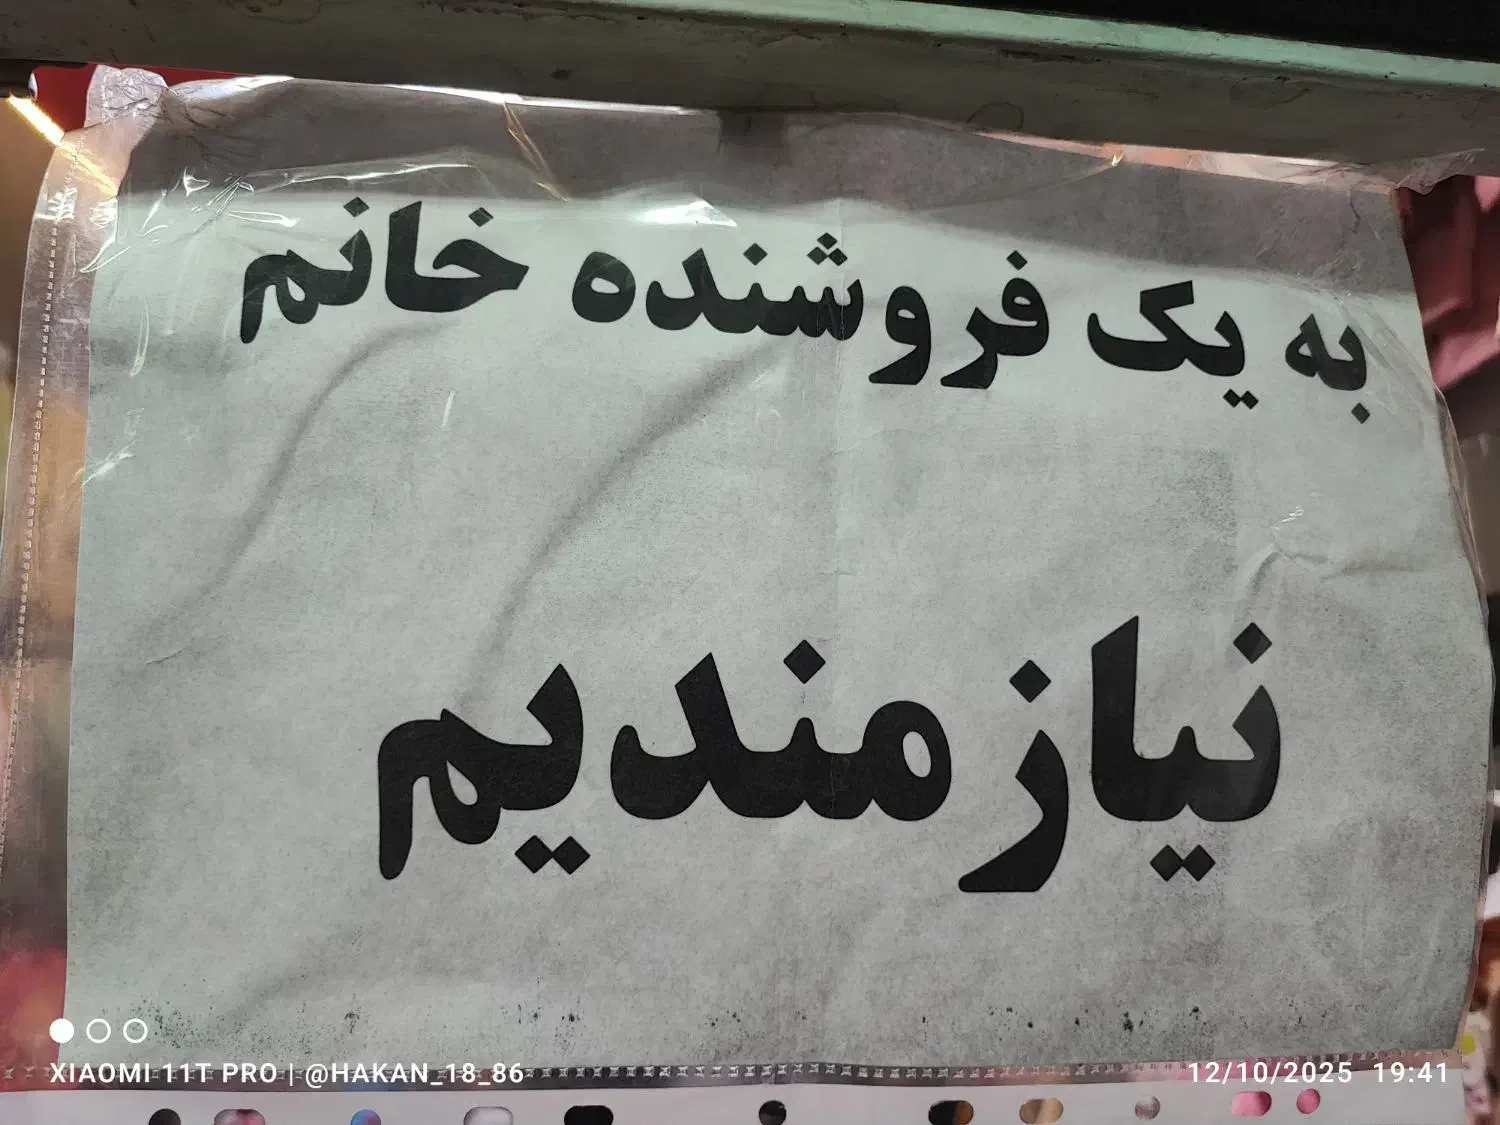 به یک فروشنده خانم
نیازمندیم
XIAOMI 11T PRO | @HAKAN_18_86
12/10/2025 19:41